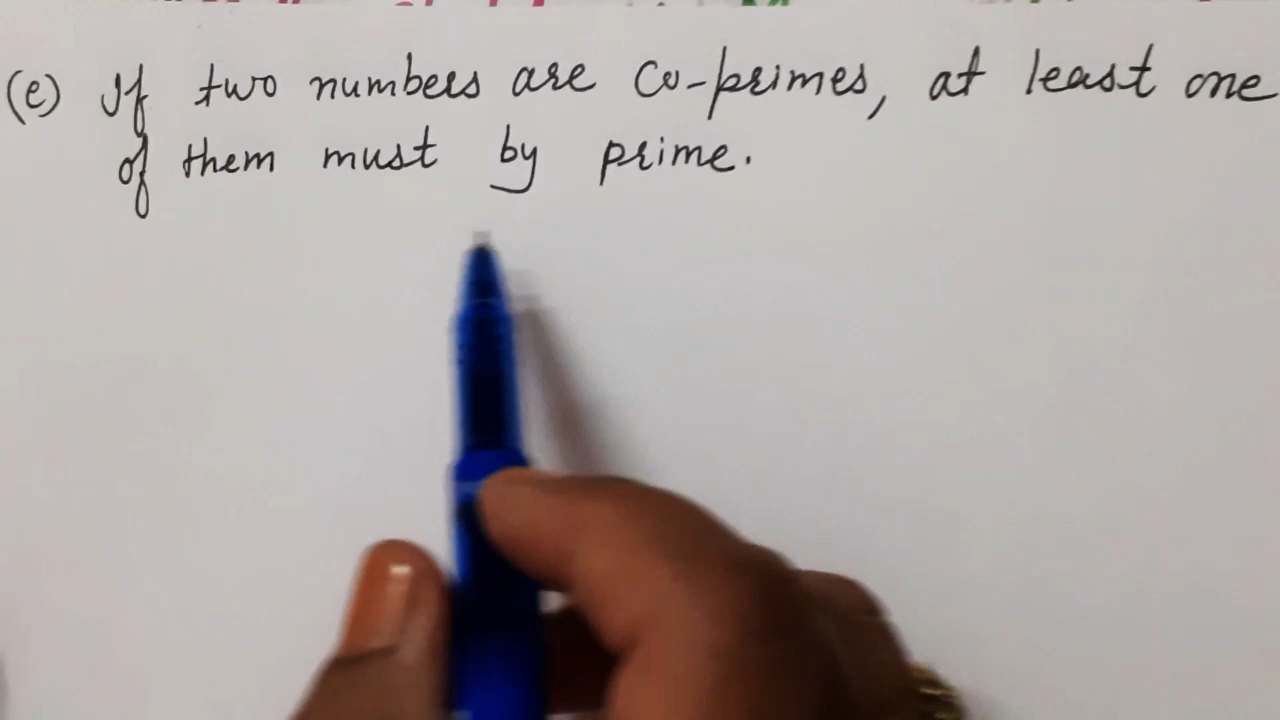 (e) If two numbers are Co-primes, at least one
of them must by prime.